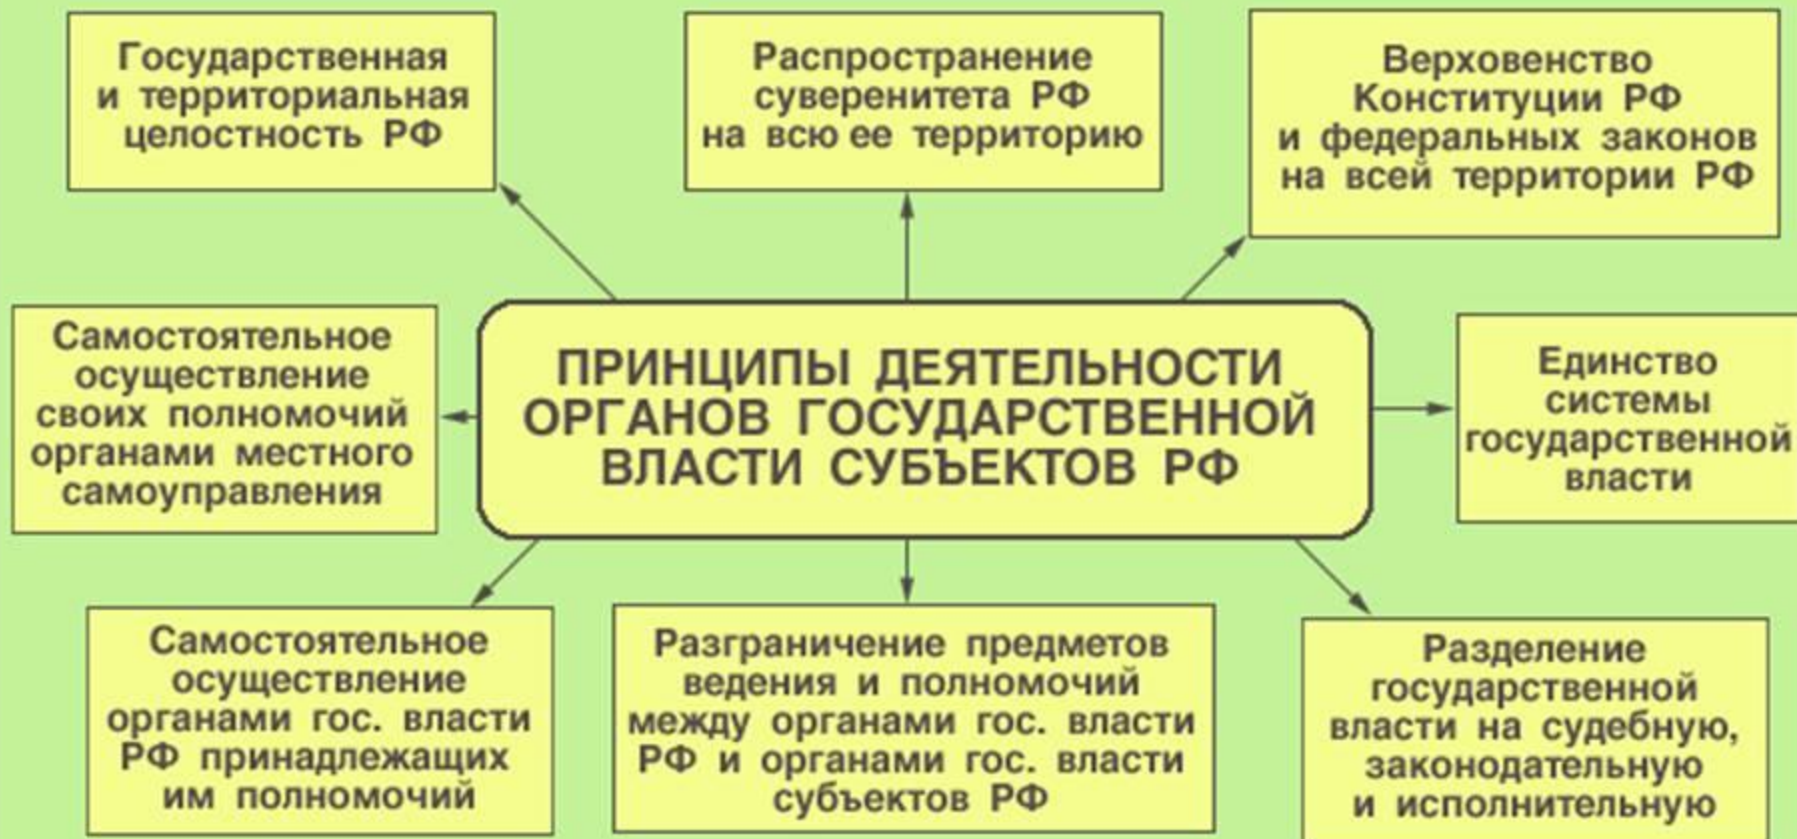 Государственная
и территориальная
целостность РФ
Распространение
суверенитета РФ
на всю ее территорию
Верховенство
Конституции РФ
и федеральных законов
на всей территории РФ
Самостоятельное
осуществление
своих полномочий
органами местного
самоуправления
ПРИНЦИПЫ ДЕЯТЕЛЬНОСТИ
ОРГАНОВ ГОСУДАРСТВЕННОЙ
ВЛАСТИ СУБЪЕКТОВ РФ
Единство
системы
государственной
власти
Самостоятельное
осуществление
органами гос. власти
РФ принадлежащих
им полномочий
Разграничение предметов
ведения и полномочий
между органами гос. власти
РФ и органами гос. власти
субъектов РФ
Разделение
государственной
власти на судебную,
законодательную
и исполнительную